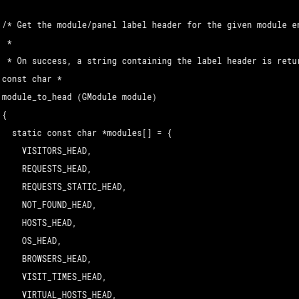 /* Get the module/panel label header for the given module
 *
 * On success, a string containing the label header is
const char *
module_to_head (GModule module)
{
  static const char *modules[] = {
    VISITORS_HEAD,
    REQUESTS_HEAD,
    REQUESTS_STATIC_HEAD,
    NOT_FOUND_HEAD,
    HOSTS_HEAD,
    OS_HEAD,
    BROWSERS_HEAD,
    VISIT_TIMES_HEAD,
    VIRTUAL_HOSTS_HEAD,